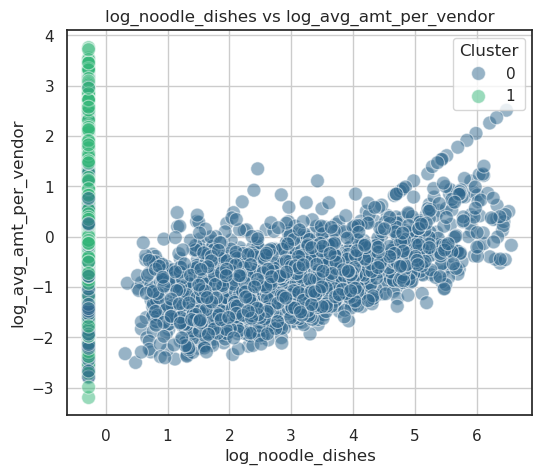 log_noodle_dishes vs log_avg_amt_per_vendor
Cluster
0
1
log_avg_amt_per_vendor
4
3
2
1
0
−1
−2
−3
0 1 2 3 4 5 6
log_noodle_dishes